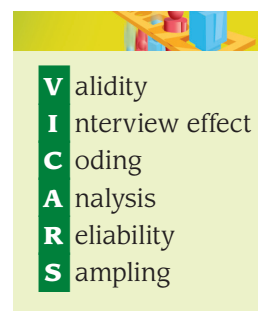 Validity
Interview effect
Coding
Analysis
Reliability
Sampling